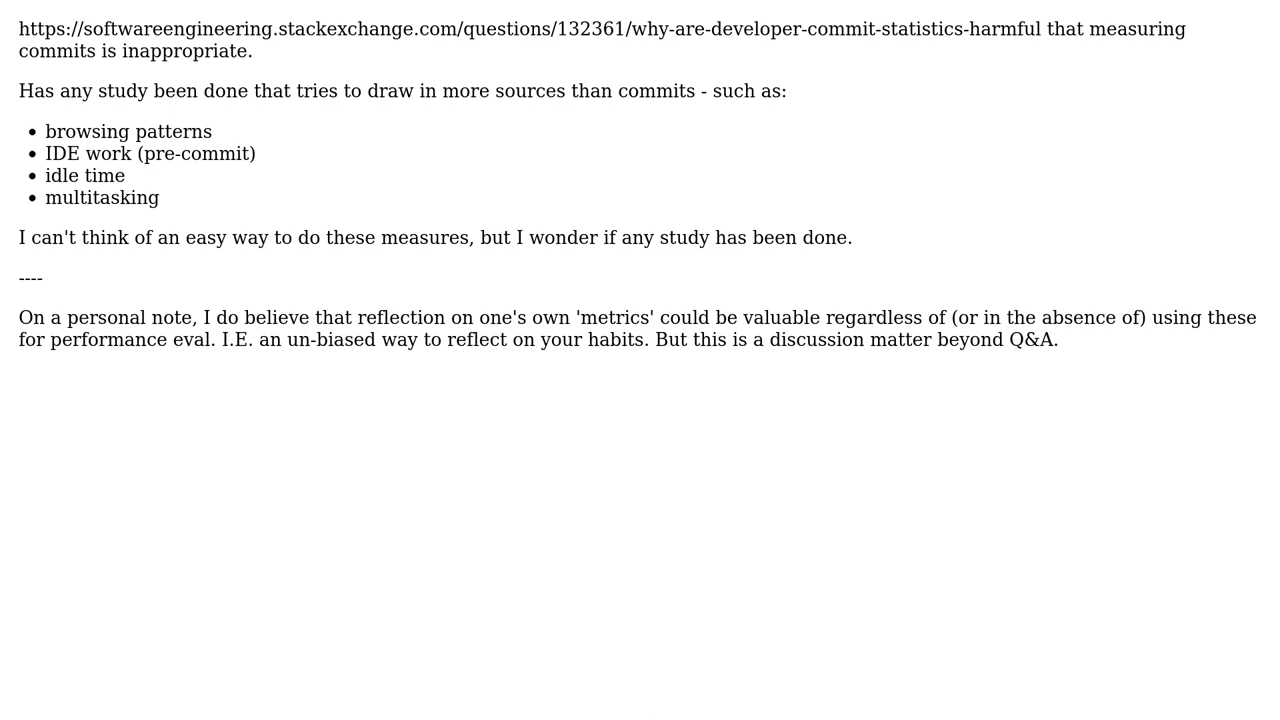 https://softwareengineering.stackexchange.com/questions/132361/why-are-developer-commit-statistics-harmful that measuring
commits is inappropriate.
Has any study been done that tries to draw in more sources than commits - such as:
• browsing patterns
• IDE work (pre-commit)
• idle time
• multitasking
I can't think of an easy way to do these measures, but I wonder if any study has been done.
----
On a personal note, I do believe that reflection on one's own 'metrics' could be valuable regardless of (or in the absence of) using these
for performance eval. I.E. an un-biased way to reflect on your habits. But this is a discussion matter beyond Q&A.